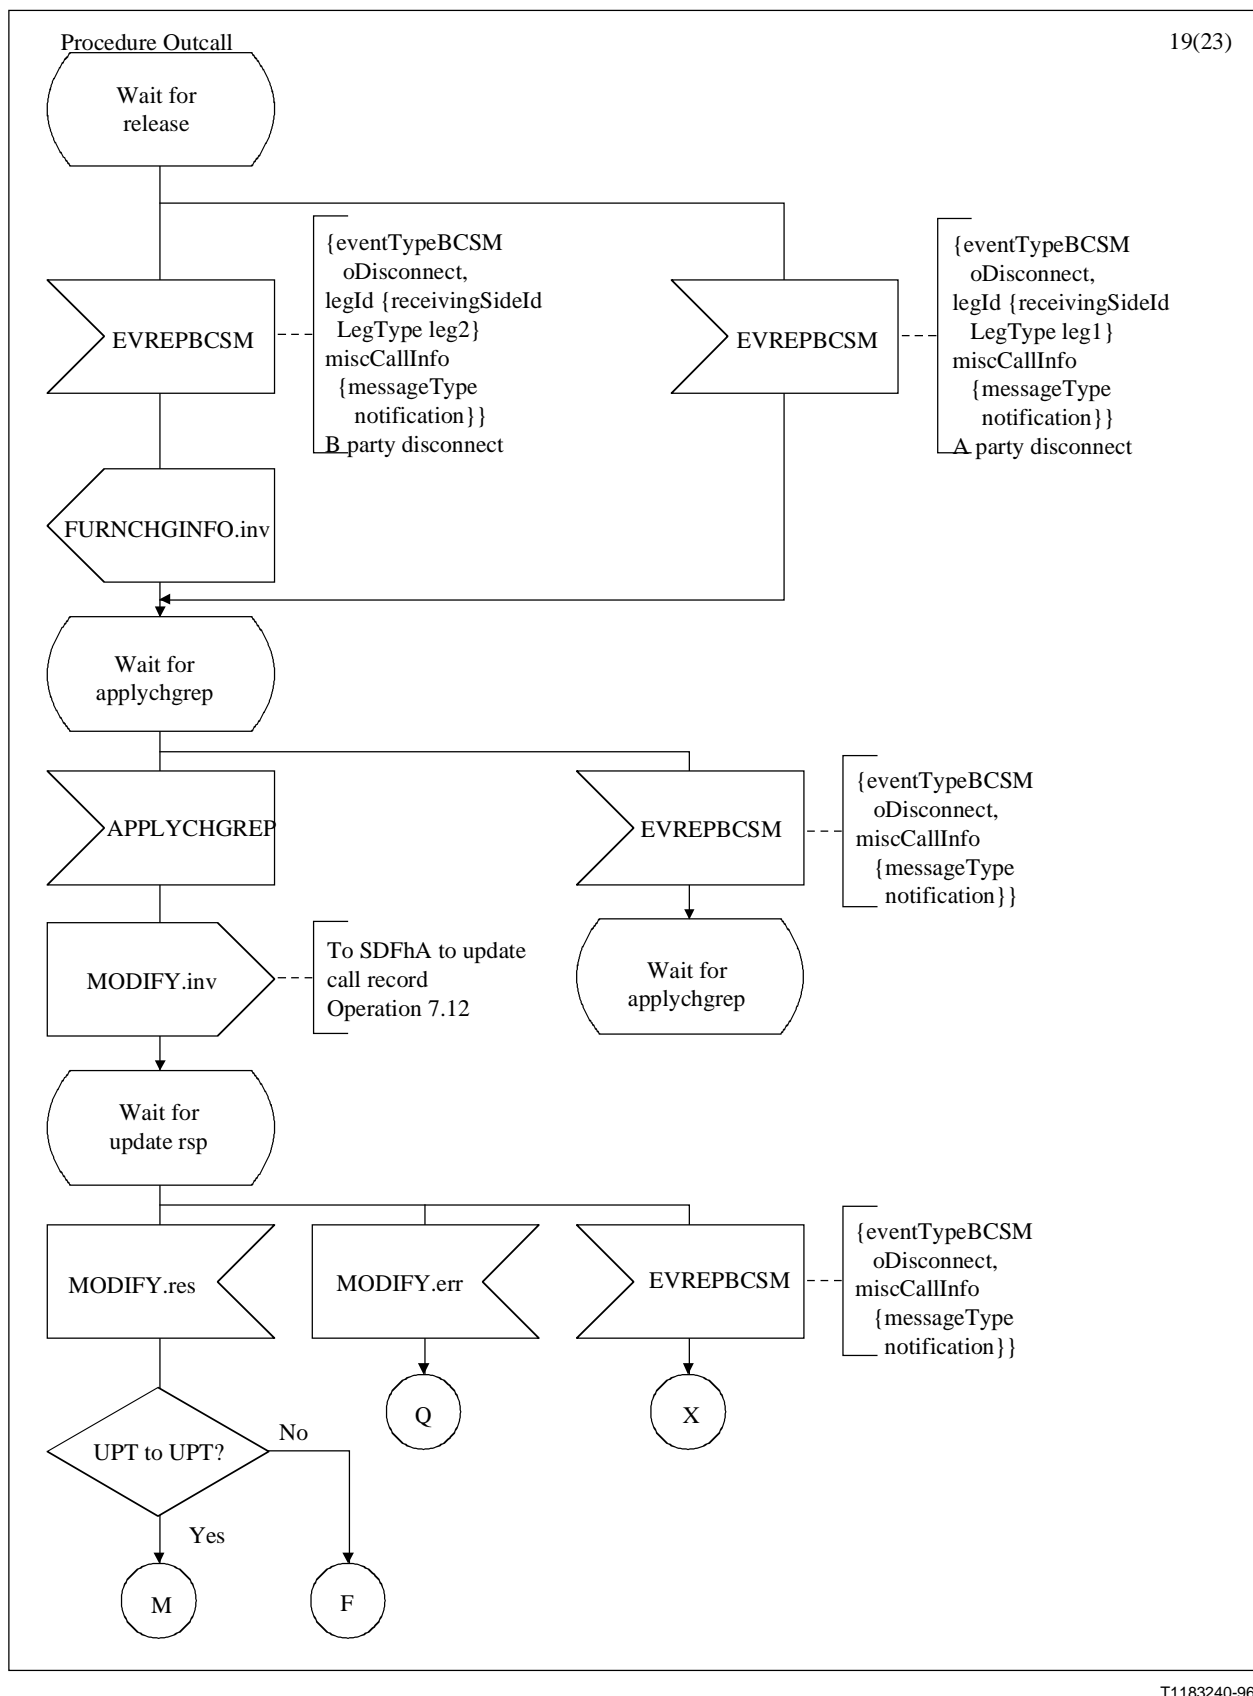 Procedure Outcall
19(23)
Wait for
release
EVREPBCSM
{eventTypeBCSM
oDisconnect,
legId {receivingSideId
LegType leg2}
miscCallInfo
{messageType
notification}}
B party disconnect
EVREPBCSM
{eventTypeBCSM
oDisconnect,
legId {receivingSideId
LegType leg1}
miscCallInfo
{messageType
notification}}
A party disconnect
FURNCHGINFO.inv
Wait for
applychgrep
APPLYCHGREP
EVREPBCSM
{eventTypeBCSM
oDisconnect,
miscCallInfo
{messageType
notification}}
MODIFY.inv
To SDFhA to update
call record
Operation 7.12
Wait for
applychgrep
Wait for
update rsp
MODIFY.res
MODIFY.err
EVREPBCSM
{eventTypeBCSM
oDisconnect,
miscCallInfo
{messageType
notification}}
Q
X
UPT to UPT?
No
Yes
M
F
T1183240-96